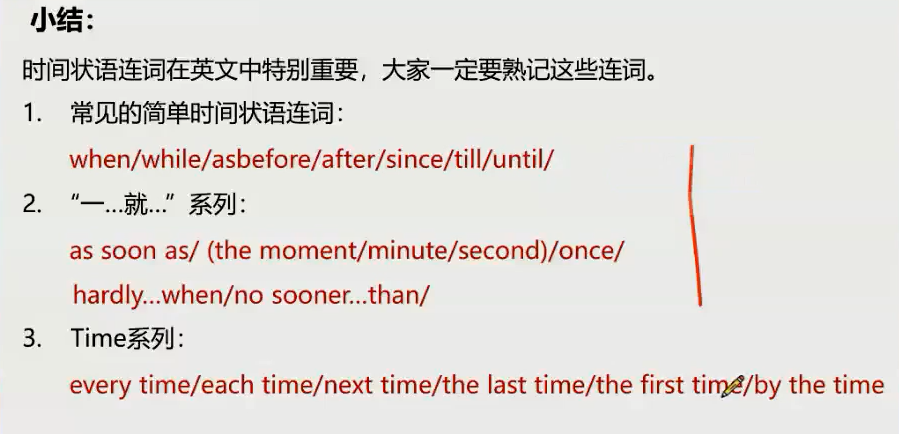 小结：
时间状语连词在英文中特别重要，大家一定要熟记这些连词。
1. 常见的简单时间状语连词：
when/while/asbefore/after/since/till/until/
2. “一...就...”系列：
as soon as/ (the moment/minute/second)/once/
hardly...when/no sooner...than/
3. Time系列：
every time/each time/next time/the last time/the first time/by the time